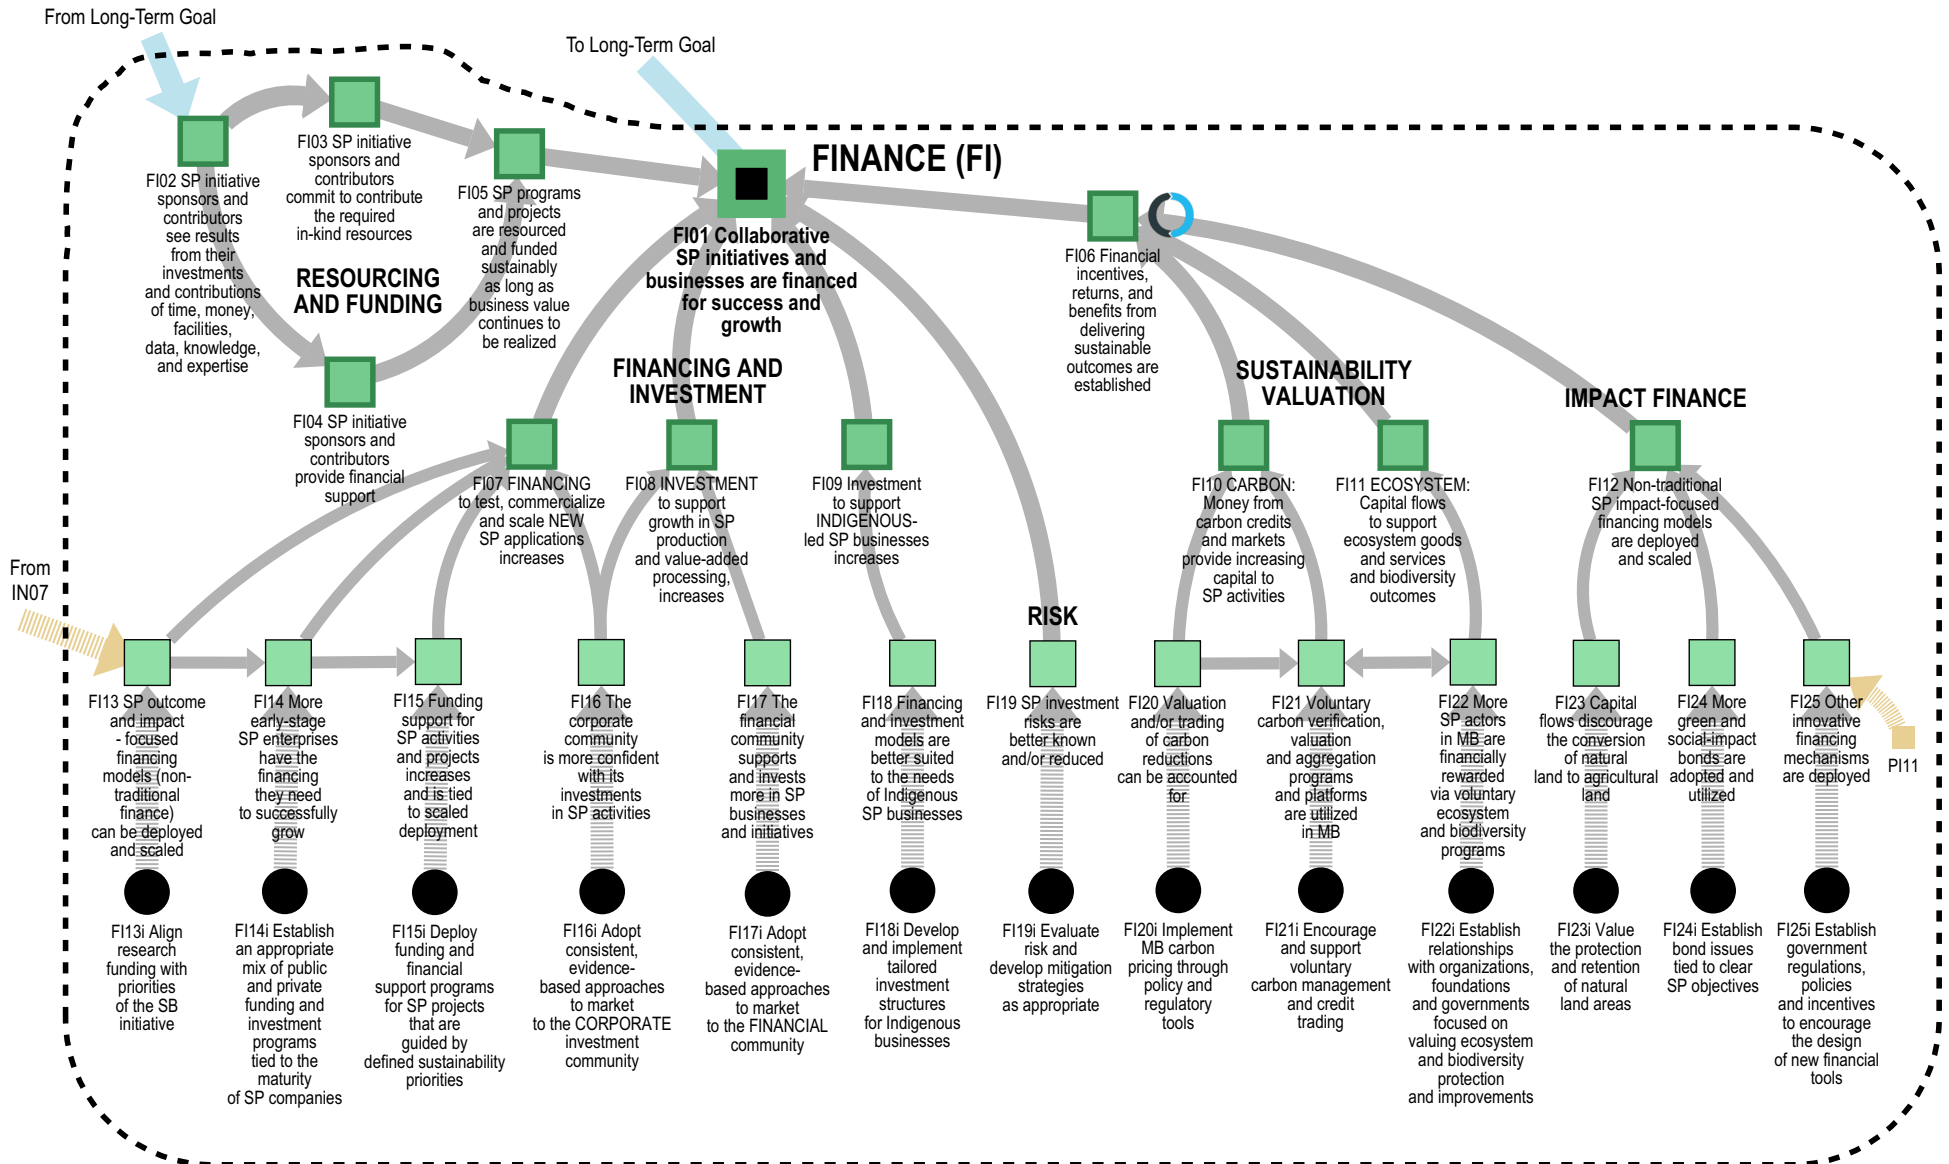 From Long-Term Goal
To Long-Term Goal
FINANCE (FI)
FI02 SP initiative
sponsors and
contributors
see results
from their
investments
and contributions
of time, money,
facilities,
data, knowledge,
and expertise
FI03 SP initiative
sponsors and
contributors
commit to contribute
the required
in-kind resources
RESOURCING
AND FUNDING
FI05 SP programs
and projects
are resourced
and funded
sustainably
as long as
business value
continues to
be realized
FI04 SP initiative
sponsors and
contributors
provide financial
support
FI01 Collaborative
SP initiatives and
businesses are financed
for success and
growth
FI06 Financial
incentives,
returns, and
benefits from
delivering
sustainable
outcomes are
established
FINANCING AND
INVESTMENT
SUSTAINABILITY
VALUATION
IMPACT FINANCE
FI07 FINANCING
to test, commercialize
and scale NEW
SP applications
increases
FI08 INVESTMENT
to support
growth in SP
production
and value-added
processing,
increases
FI09 Investment
to support
INDIGENOUS-
led SP businesses
increases
FI10 CARBON:
Money from
carbon credits
and markets
provide increasing
capital to
SP activities
FI11 ECOSYSTEM:
Capital flows
to support
ecosystem goods
and services
and biodiversity
outcomes
FI12 Non-traditional
SP impact-focused
financing models
are deployed
and scaled
From
IN07
RISK
FI13 SP outcome
and impact
- focused
financing
models (non-
traditional
finance)
can be deployed
and scaled
FI14 More
early-stage
SP enterprises
have the
financing
they need
to successfully
grow
FI15 Funding
support for
SP activities
and projects
increases
and is tied
to scaled
deployment
FI16 The
corporate
community
is more confident
with its
investments
in SP activities
FI17 The
financial
community
supports
and invests
more in SP
businesses
and initiatives
FI18 Financing
and investment
models are
better suited
to the needs
of Indigenous
SP businesses
FI19 SP investment
risks are
better known
and/or reduced
FI20 Valuation
and/or trading
of carbon
reductions
can be accounted
for
FI21 Voluntary
carbon verification,
valuation
and aggregation
programs
and platforms
are utilized
in MB
FI22 More
SP actors
in MB are
financially
rewarded
via voluntary
ecosystem
and biodiversity
programs
FI23 Capital
flows discourage
the conversion
of natural
land to agricultural
land
FI24 More
green and
social-impact
bonds are
adopted and
utilized
FI25 Other
innovative
financing
mechanisms
are deployed
PI11
FI13i Align
research
funding with
priorities
of the SB
initiative
FI14i Establish
an appropriate
mix of public
and private
funding and
investment
programs
tied to the
maturity
of SP companies
FI15i Deploy
funding and
financial
support programs
for SP projects
that are
guided by
defined sustainability
priorities
FI16i Adopt
consistent,
evidence-
based approaches
to market
to the CORPORATE
investment
community
FI17i Adopt
consistent,
evidence-
based approaches
to market
to the FINANCIAL
community
FI18i Develop
and implement
tailored
investment
structures
for Indigenous
businesses
FI19i Evaluate
risk and
develop mitigation
strategies
as appropriate
FI20i Implement
MB carbon
pricing through
policy and
regulatory
tools
FI21i Encourage
and support
voluntary
carbon management
and credit
trading
FI22i Establish
relationships
with organizations,
foundations
and governments
focused on
valuing ecosystem
and biodiversity
protection
and improvements
FI23i Value
the protection
and retention
of natural
land areas
FI24i Establish
bond issues
tied to clear
SP objectives
FI25i Establish
government
regulations,
policies
and incentives
to encourage
the design
of new financial
tools